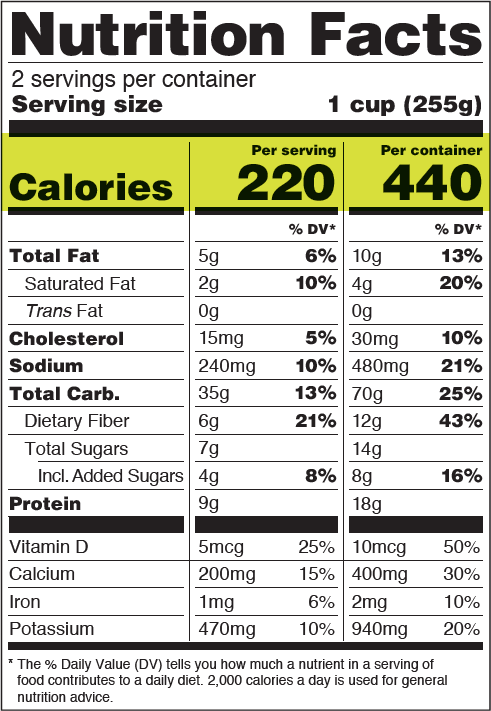 Nutrition Facts
2 servings per container
Serving size 1 cup (255g)
Per serving Per container
Calories 220 440
% DV* % DV*
Total Fat 5g 6% 10g 13%
Saturated Fat 2g 10% 4g 20%
Trans Fat 0g 0g
Cholesterol 15mg 5% 30mg 10%
Sodium 240mg 10% 480mg 21%
Total Carb. 35g 13% 70g 25%
Dietary Fiber 6g 21% 12g 43%
Total Sugars 7g 14g
Incl. Added Sugars 4g 8% 8g 16%
Protein 9g 18g
Vitamin D 5mcg 25% 10mcg 50%
Calcium 200mg 15% 400mg 30%
Iron 1mg 6% 2mg 10%
Potassium 470mg 10% 940mg 20%
* The % Daily Value (DV) tells you how much a nutrient in a serving of
food contributes to a daily diet. 2,000 calories a day is used for general
nutrition advice.